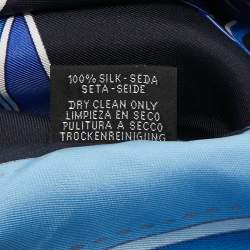 100% SILK-SEDA
SETA-SEIDE
DRY CLEAN ONLY
LIMPIEZA EN SECO
PULITURA A SECCO
TROCKENREINIGUNG